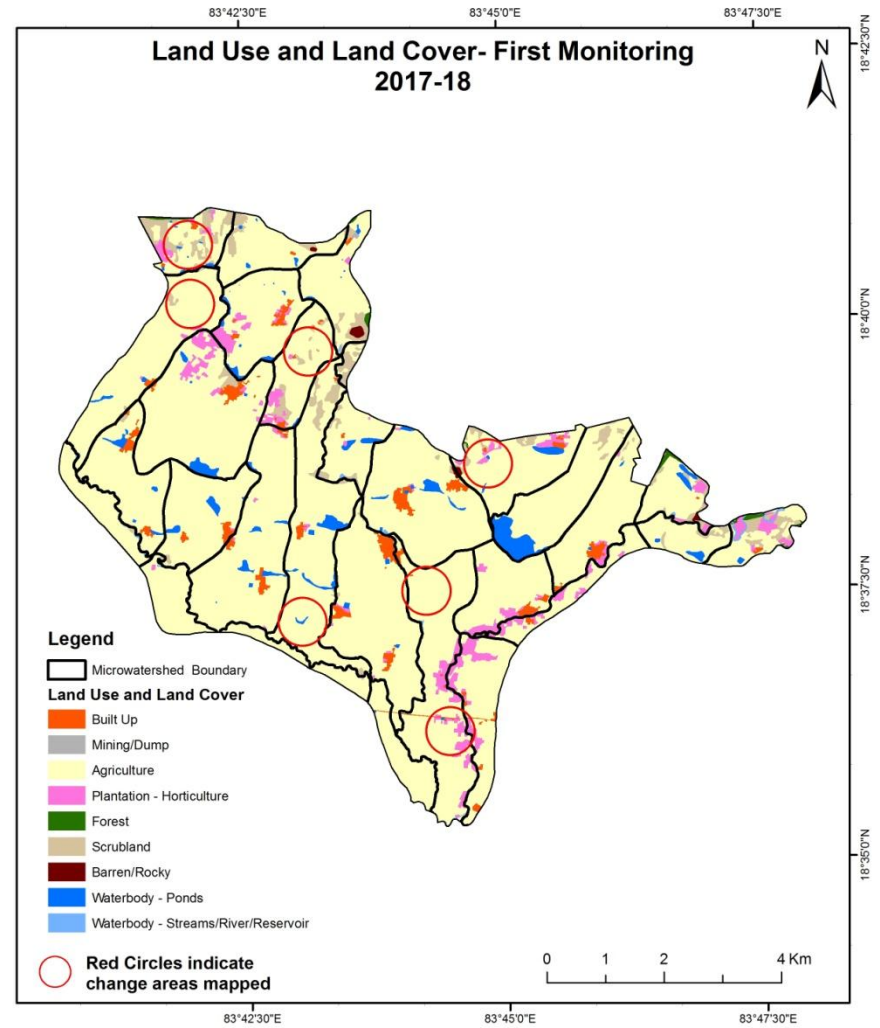 83°42'30"E 83°45'0"E 83°47'30"E
Land Use and Land Cover- First Monitoring
2017-18
N
18°42'30"N
18°40'0"N
18°37'30"N
18°35'0"N
Legend
Microwatershed Boundary
Land Use and Land Cover
Built Up
Mining/Dump
Agriculture
Plantation - Horticulture
Forest
Scrubland
Barren/Rocky
Waterbody - Ponds
Waterbody - Streams/River/Reservoir
Red Circles indicate
change areas mapped
0 1 2 4 Km
83°42'30"E 83°45'0"E 83°47'30"E